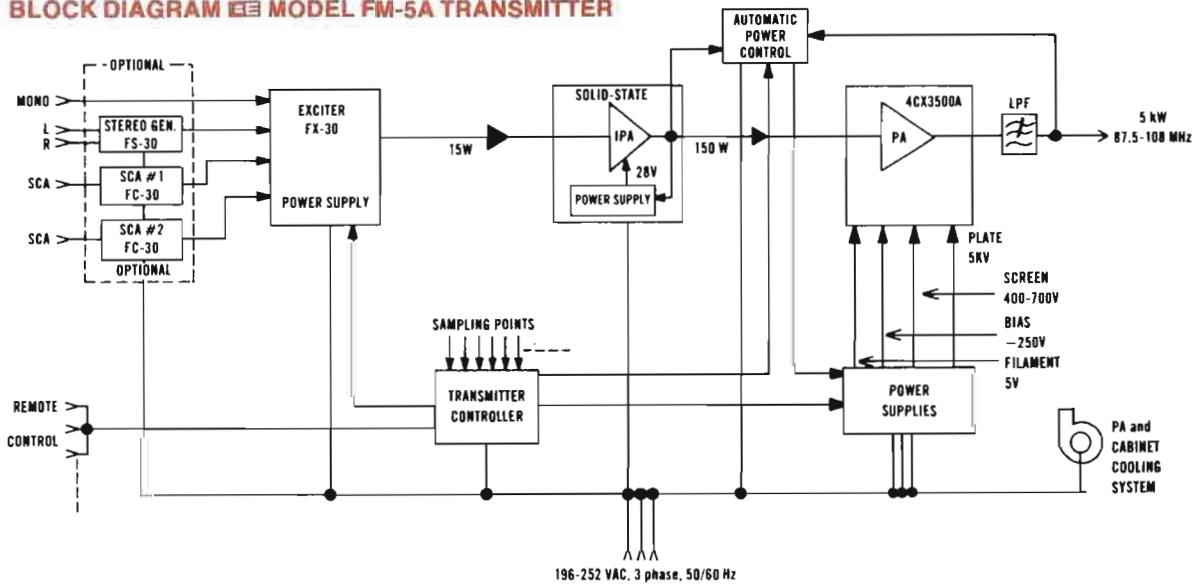 BLOCK DIAGRAM EEI MODEL FM-5A TRANSMITTER
OPTIONAL
MONO
L
R
STEREO GEN.
FS-30
SCA
SCA #1
FC-30
SCA
SCA #2
FC-30
OPTIONAL
EXCITER
FX-30
POWER SUPPLY
15W
SOLID-STATE
IPA
28V
POWER SUPPLY
150 W
AUTOMATIC
POWER
CONTROL
4CX3500A
PA
LPF
5 kW
87.5-108 MHz
PLATE
5KV
SCREEN
400-700V
BIAS
-250V
FILAMENT
5V
SAMPLING POINTS
TRANSMITTER
CONTROLLER
POWER
SUPPLIES
REMOTE
CONTROL
PA and
CABINET
COOLING
SYSTEM
196-252 VAC, 3 phase, 50/60 Hz